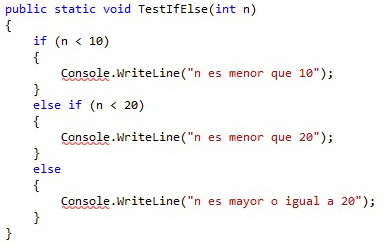 public static void TestIfElse(int n)
{
    if (n < 10)
    {
        Console.WriteLine("n es menor que 10");
    }
    else if (n < 20)
    {
        Console.WriteLine("n es menor que 20");
    }
    else
    {
        Console.WriteLine("n es mayor o igual a 20");
    }
}